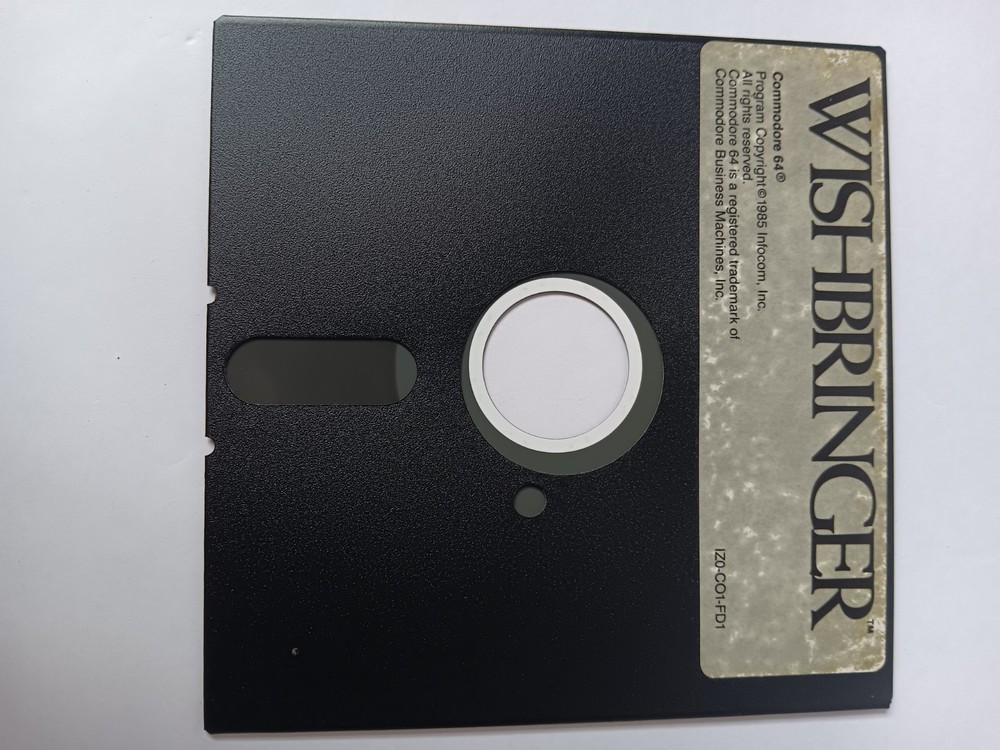 WISHBRINGER™
Commodore 64®
Program Copyright © 1985 Infocom, Inc.
All rights reserved.
Commodore 64 is a registered trademark of
Commodore Business Machines, Inc.
IZ0-CO1-FD1